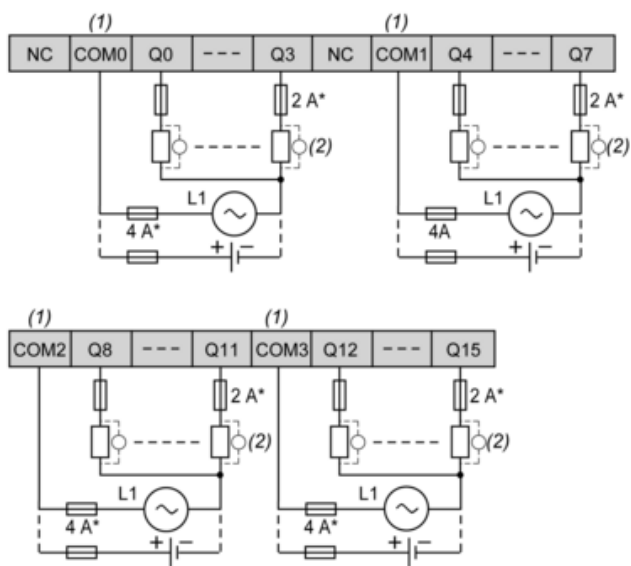 (1) (1)
NC COM0 Q0 --- Q3 NC COM1 Q4 --- Q7
2 A* 2 A*
(2) (2)
L1 L1
4 A* 4A
+ − + −
(1) (1)
COM2 Q8 --- Q11 COM3 Q12 --- Q15
2 A* 2 A*
(2) (2)
L1 L1
4 A* 4 A*
+ − + −